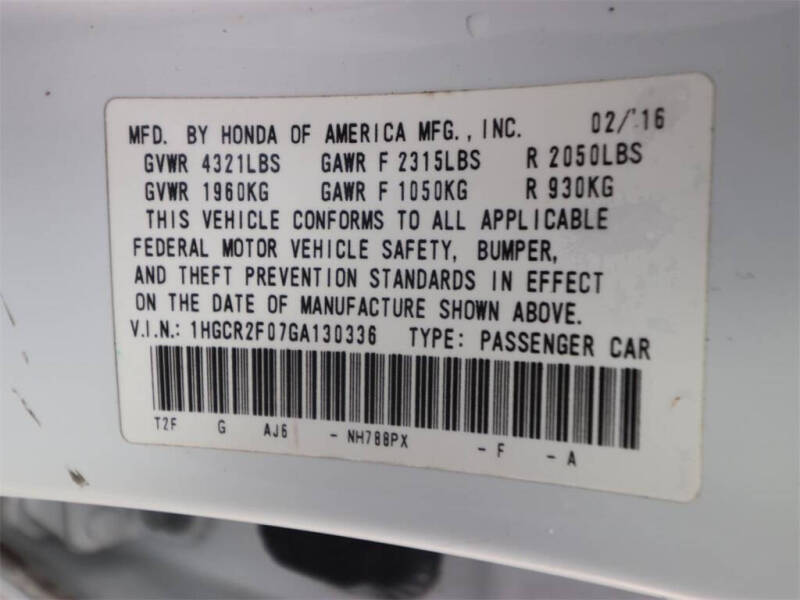 MFD. BY HONDA OF AMERICA MFG., INC. 02/16
GVWR 4321LBS GAWR F 2315LBS R 2050LBS
GVWR 1960KG GAWR F 1050KG R 930KG
THIS VEHICLE CONFORMS TO ALL APPLICABLE
FEDERAL MOTOR VEHICLE SAFETY, BUMPER,
AND THEFT PREVENTION STANDARDS IN EFFECT
ON THE DATE OF MANUFACTURE SHOWN ABOVE.
V.I.N.: 1HGCR2F07GA130336 TYPE: PASSENGER CAR
T2F G AJ6 - NH788PX - F - A